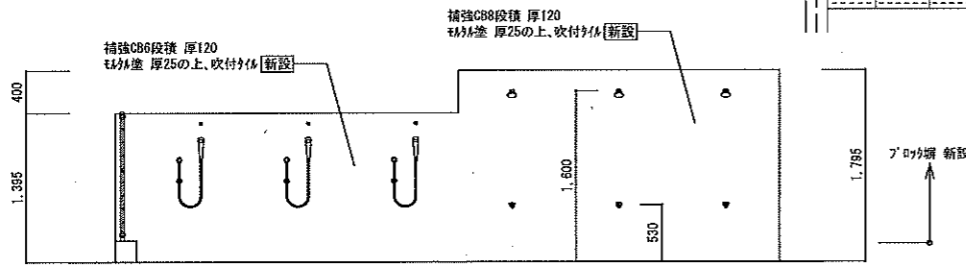 補強CB6段積 厚120
ﾓﾙﾀﾙ塗 厚25の上、吹付ﾀｲﾙ 新設
補強CB8段積 厚120
ﾓﾙﾀﾙ塗 厚25の上、吹付ﾀｲﾙ 新設
400
1,395
1,600
530
1,795
ﾌﾞﾛｯｸ塀 新設